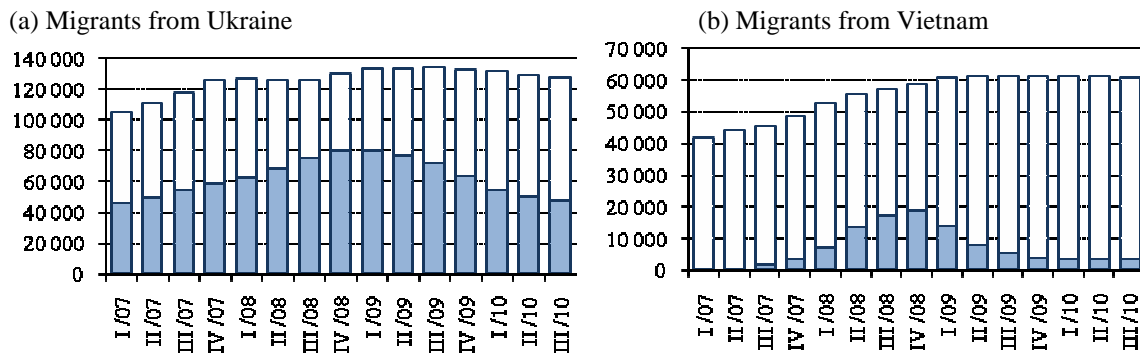 (a) Migrants from Ukraine
140 000
120 000
100 000
80 000
60 000
40 000
20 000
0
I /07
II /07
III /07
IV /07
I /08
II /08
III /08
IV /08
I /09
II /09
III /09
IV /09
I /10
II /10
III /10
(b) Migrants from Vietnam
70 000
60 000
50 000
40 000
30 000
20 000
10 000
0
I /07
II /07
III /07
IV /07
I /08
II /08
III /08
IV /08
I /09
II /09
III /09
IV /09
I /10
II /10
III /10